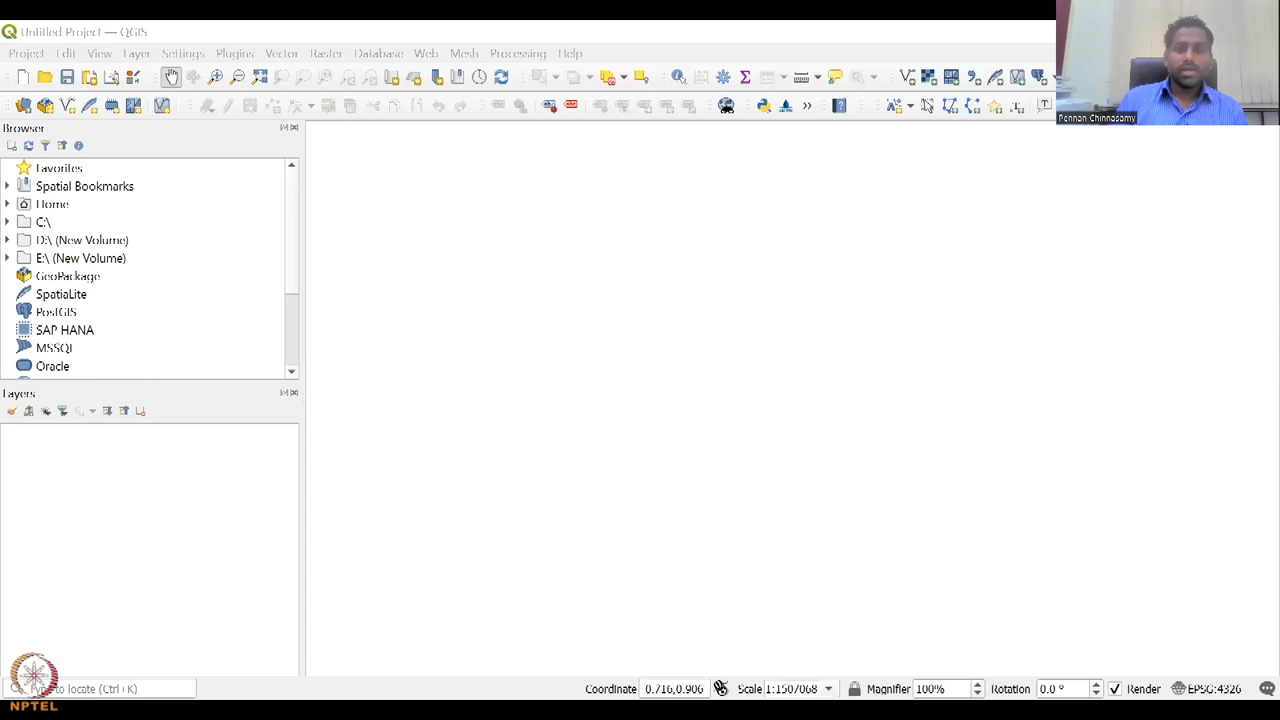 Untitled Project — QGIS
Project Edit View Layer Settings Plugins Vector Raster Database Web Mesh Processing Help
Pennan Chinnasamy
Browser
Favorites
Spatial Bookmarks
Home
C:\
D:\ (New Volume)
E:\ (New Volume)
GeoPackage
SpatiaLite
PostGIS
SAP HANA
MSSQL
Oracle
Layers
Type to locate (Ctrl+K)
Coordinate 0.716,0.906 Scale 1:1507068 Magnifier 100% Rotation 0.0 ° Render EPSG:4326
NPTEL